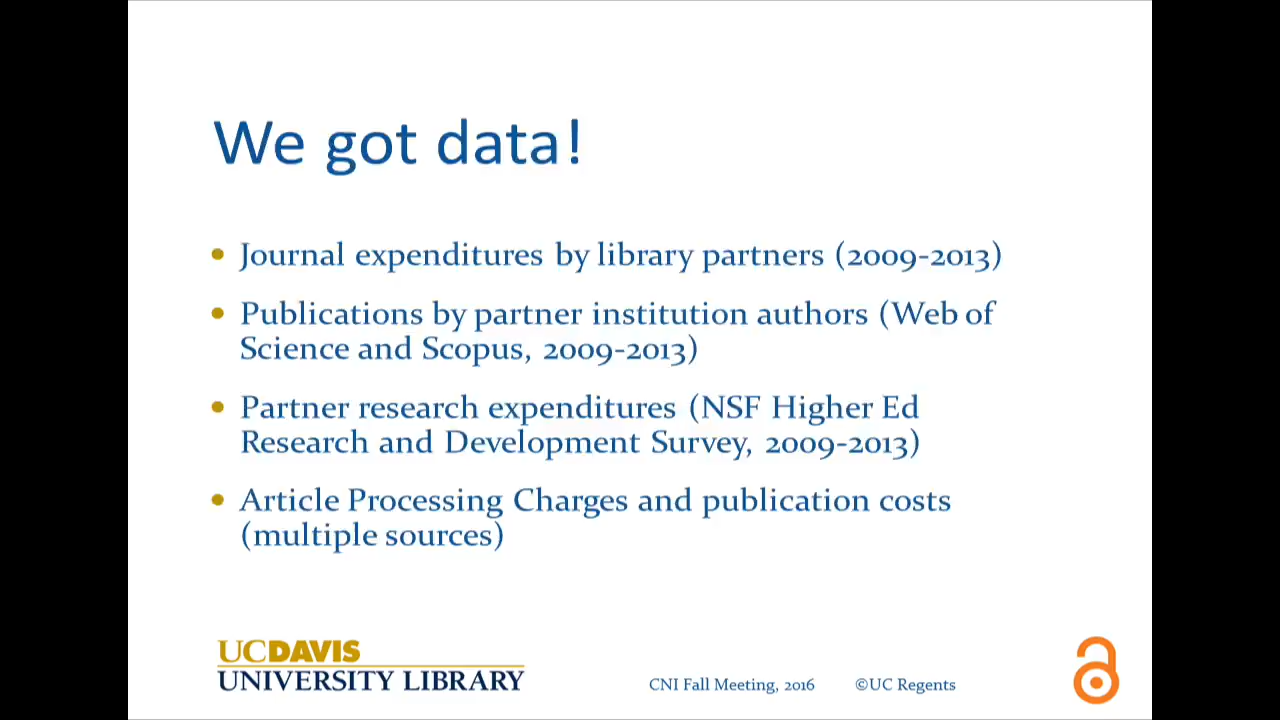 We got data!
• Journal expenditures by library partners (2009-2013)
• Publications by partner institution authors (Web of
Science and Scopus, 2009-2013)
• Partner research expenditures (NSF Higher Ed
Research and Development Survey, 2009-2013)
• Article Processing Charges and publication costs
(multiple sources)
UCDAVIS
UNIVERSITY LIBRARY
CNI Fall Meeting, 2016 ©UC Regents